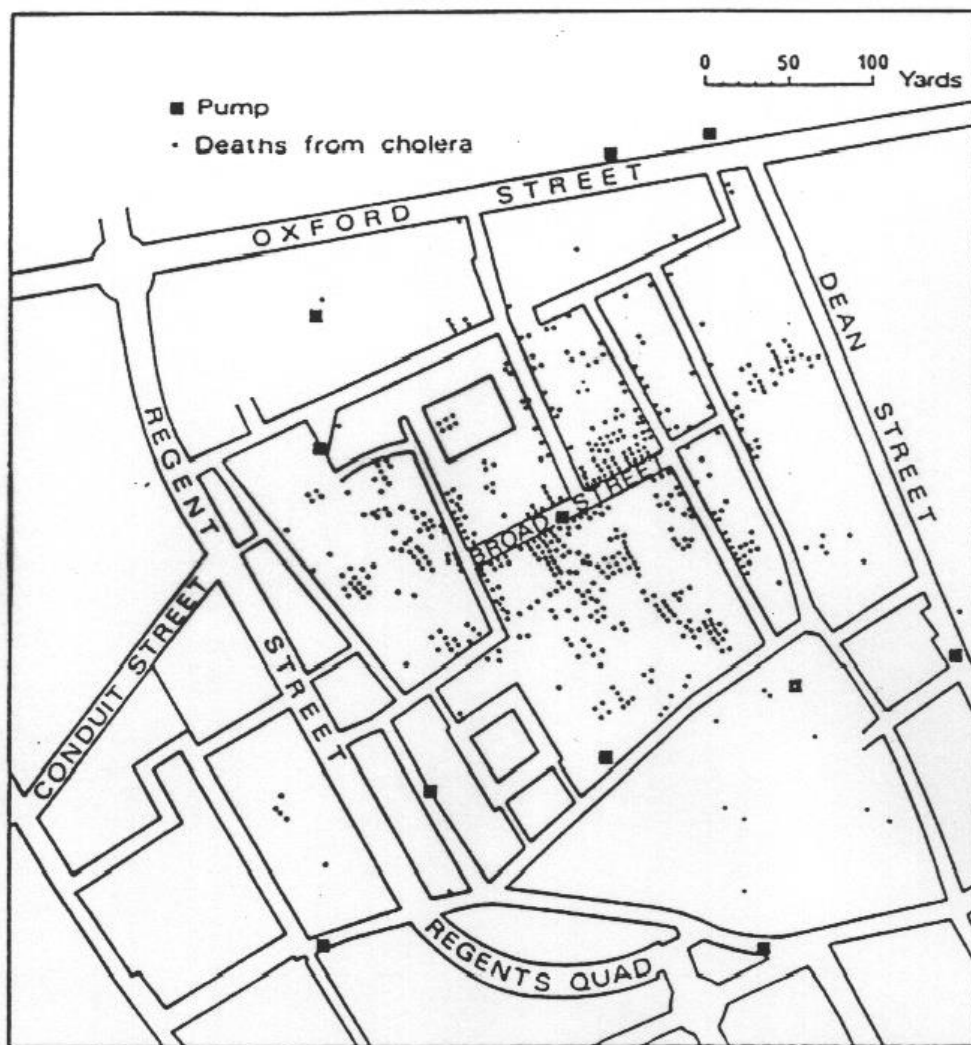 0 50 100
Yards
Pump
Deaths from cholera
OXFORD STREET
DEAN STREET
REGENT STREET
BROAD STREET
CONDUIT STREET
REGENTS QUAD